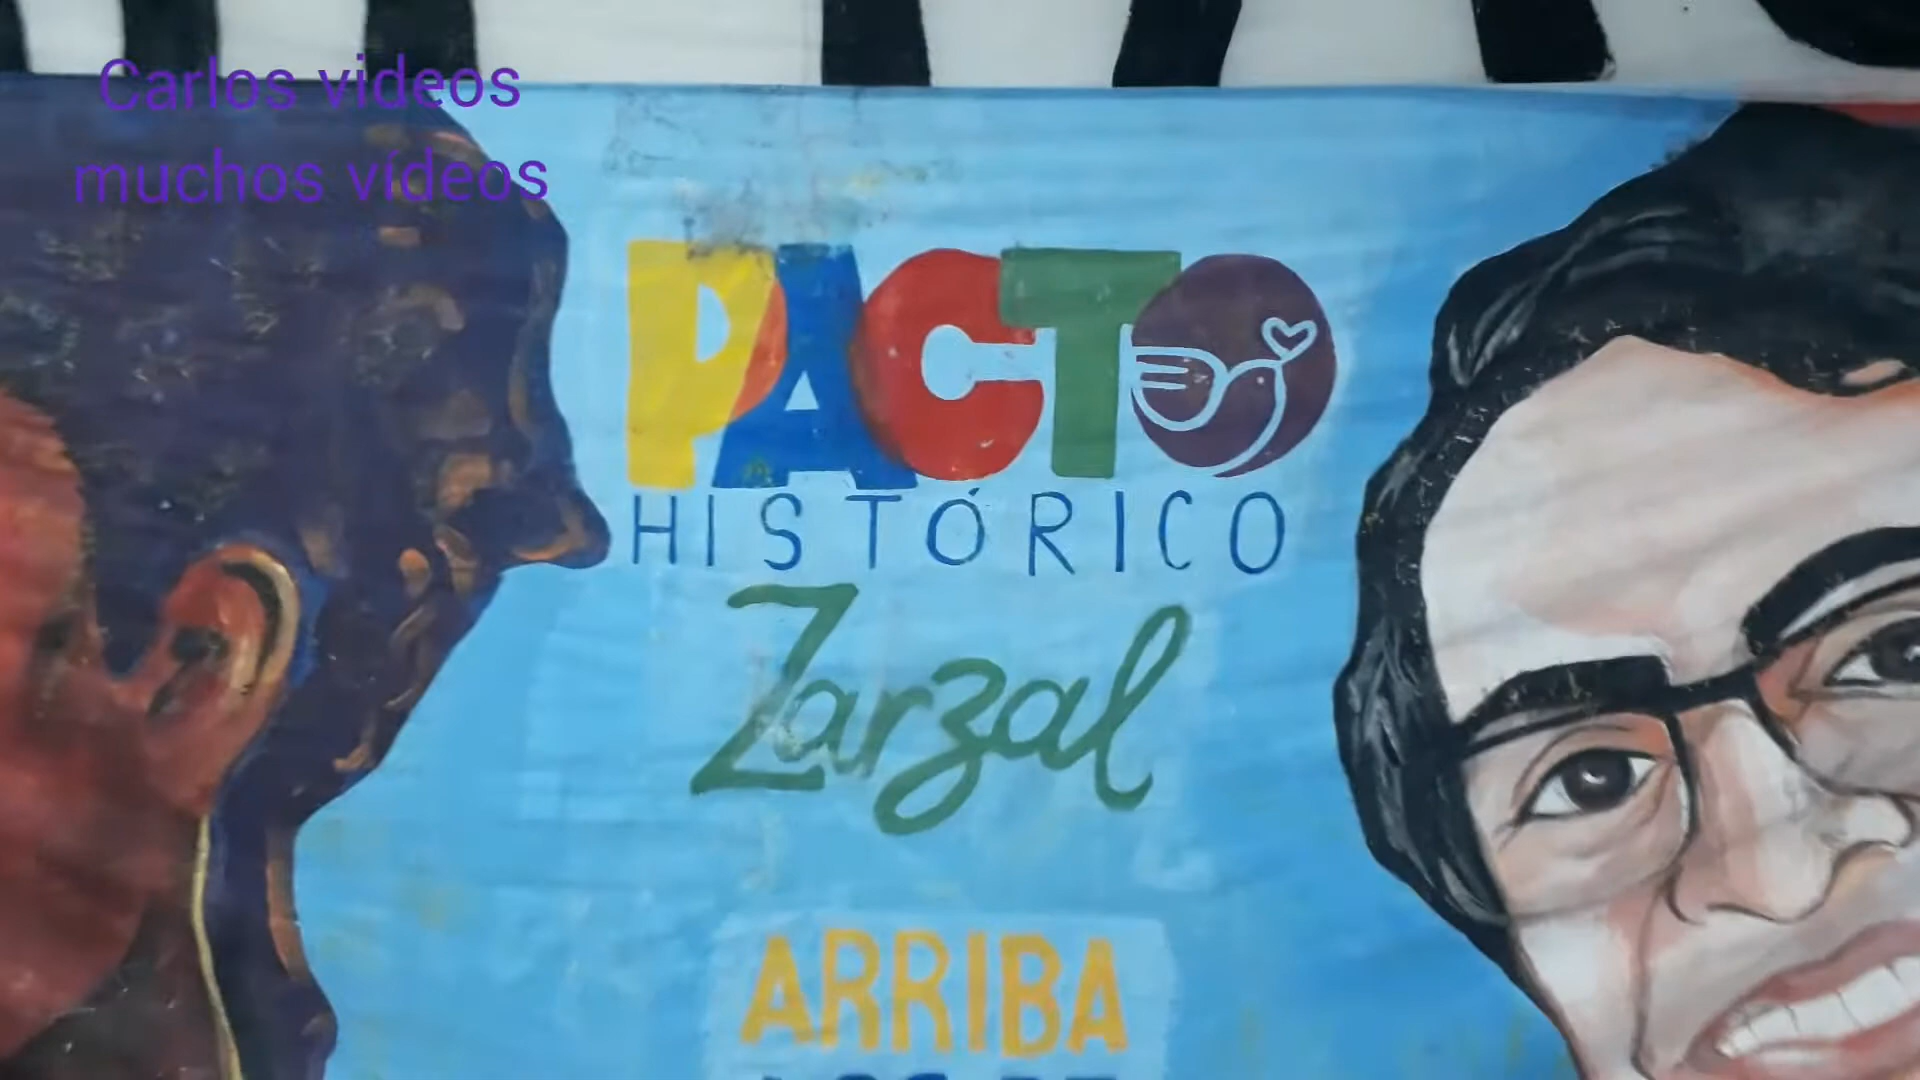 Carlos videos
muchos vídeos
PACTO
HISTÓRICO
Zarzal
ARRIBA